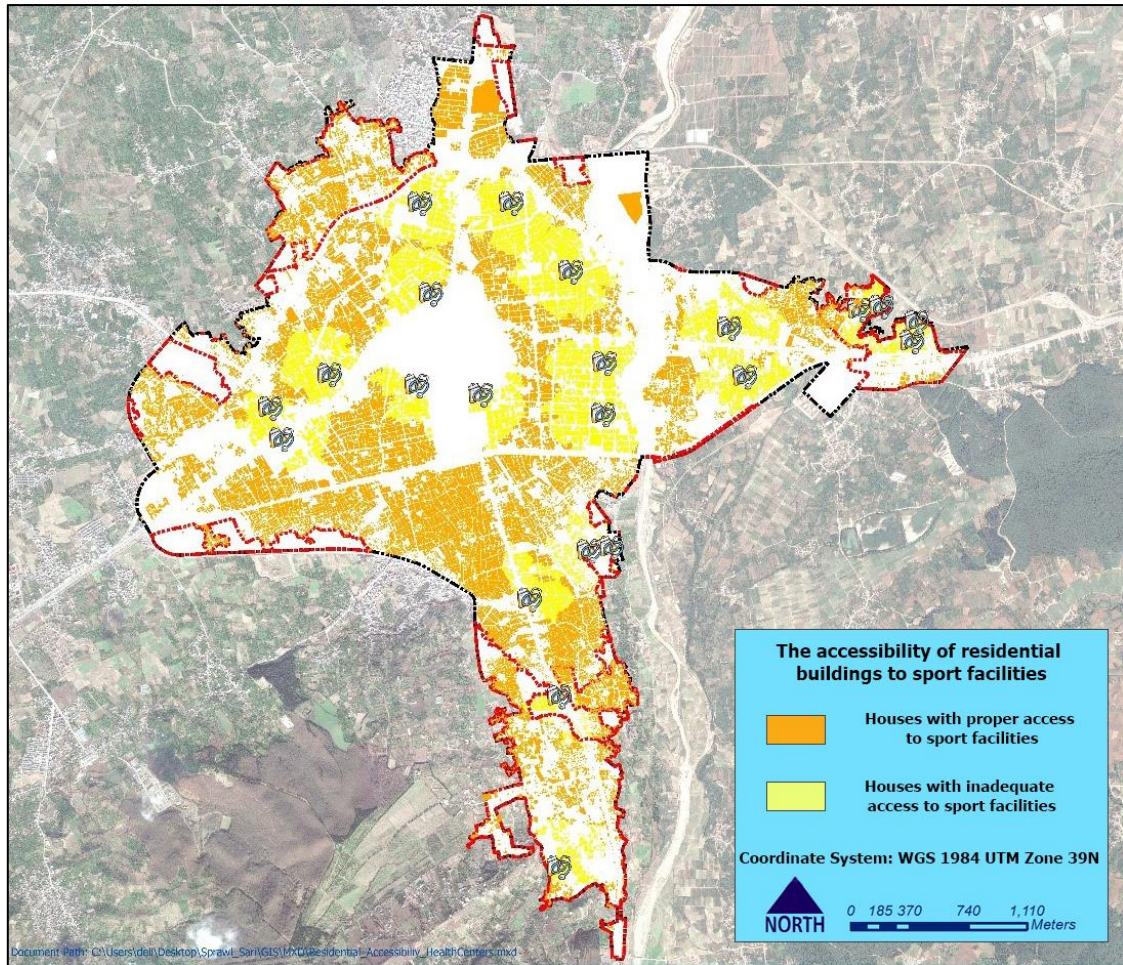 The accessibility of residential
buildings to sport facilities
Houses with proper access
to sport facilities
Houses with inadequate
access to sport facilities
Coordinate System: WGS 1984 UTM Zone 39N
NORTH
0 185 370 740 1,110
Meters
Document Path: C:\Users\dell\Desktop\Sprawl_Sari\GIS\MXD\Residential_Accessibiliy_HealthCenters.mxd